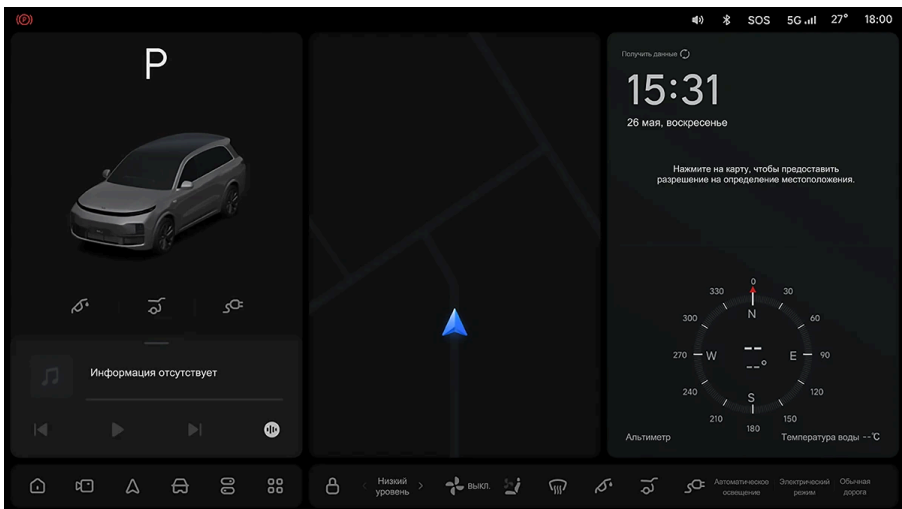 SOS
5G
27°
18:00
P
Получить данные
15:31
26 мая, воскресенье
Нажмите на карту, чтобы предоставить
разрешение на определение местоположения.
0
330
30
N
300
60
--
270
W
E
90
--°
240
120
S
210
150
180
Альтиметр
Температура воды --°C
Информация отсутствует
Низкий
уровень
ВЫКЛ.
Автоматическое
освещение
Электрический
режим
Обычная
дорога